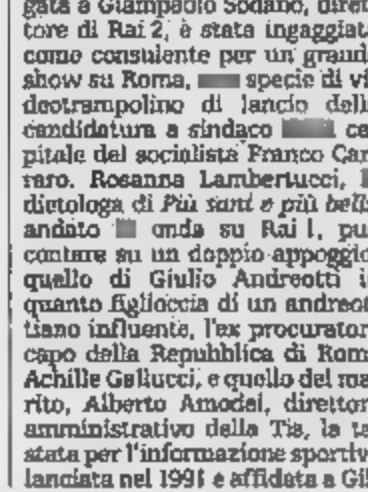 gata a Giampaolo Sodano, diret
tore di Rai 2, è stata ingaggiat
come consulente per un grand
show su Roma, specie di vi
deotrampolino di lancio dell
candidatura a sindaco ca
pitale del socialista Franco Car
raro. Rosanna Lambertucci, l
dietologa di Più sani e più bell
andato onda su Rai 1, pu
contare su un doppio appoggio
quello di Giulio Andreotti i
quanto figlioccia di un andreot
tiano influente, l'ex procurator
capo della Repubblica di Rom
Achille Gallucci, e quello del ma
rito, Alberto Amodei, direttor
amministrativo della Tis, la te
stata per l'informazione sportiv
lanciata nel 1991 e affidata a Gil